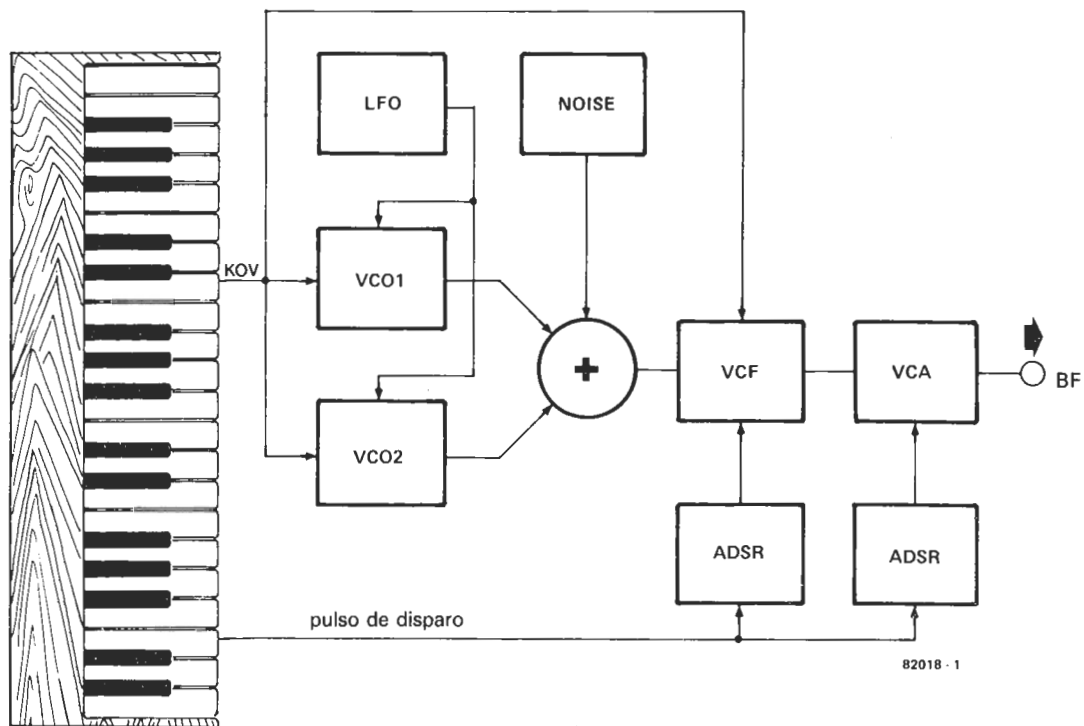 LFO
NOISE
KOV
VCO1
VCO2
+
VCF
VCA
BF
ADSR
ADSR
pulso de disparo
82018 - 1